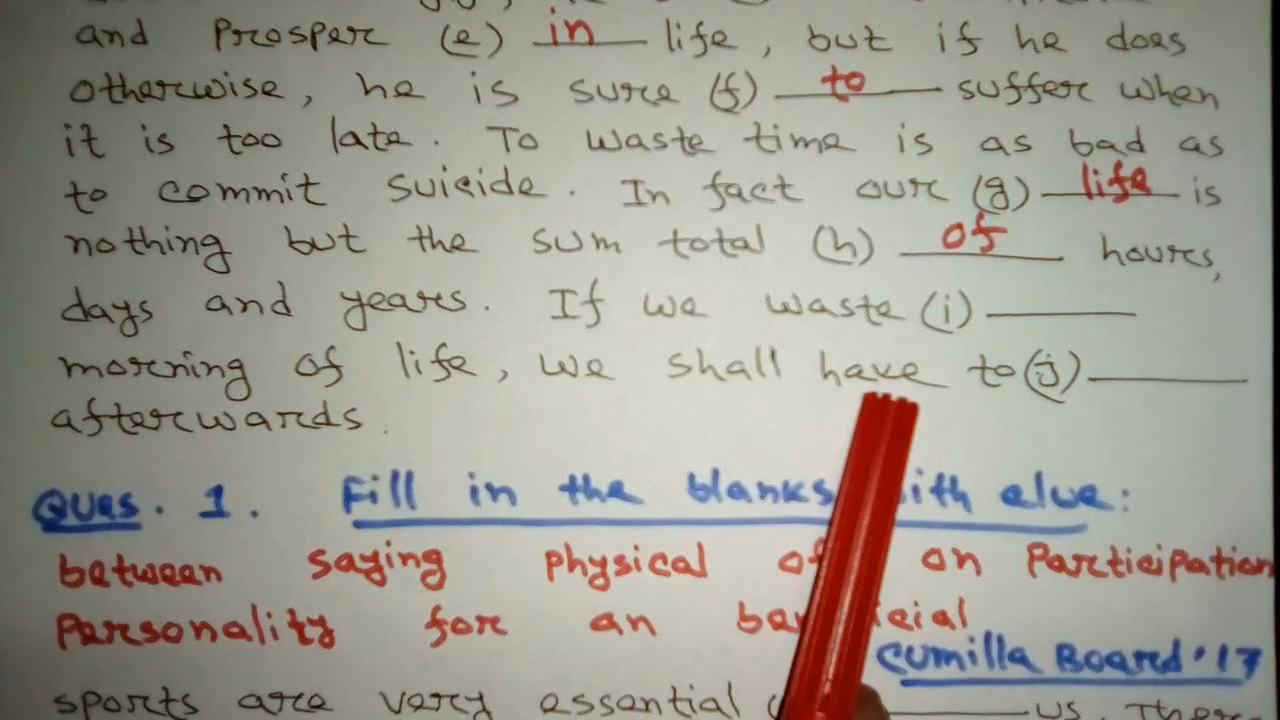 and Prosper (e) in life, but if he does
otherwise, he is sure (f) to suffer when
it is too late. To waste time is as bad as
to commit suicide. In fact our (g) life is
nothing but the sum total (h) of hours,
days and years. If we waste (i) ______
morning of life, we shall have to (j) ______
afterwards.
Ques. 1. Fill in the blanks with clue:
between saying physical on Participation
Personality for an
Cumilla Board・17
sports are very essential ______ us.